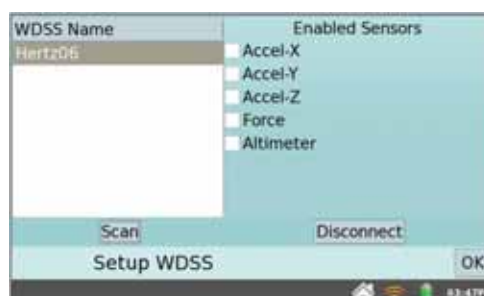 WDSS Name
Enabled Sensors
Hertz06
Accel-X
Accel-Y
Accel-Z
Force
Altimeter
Scan
Disconnect
Setup WDSS
OK